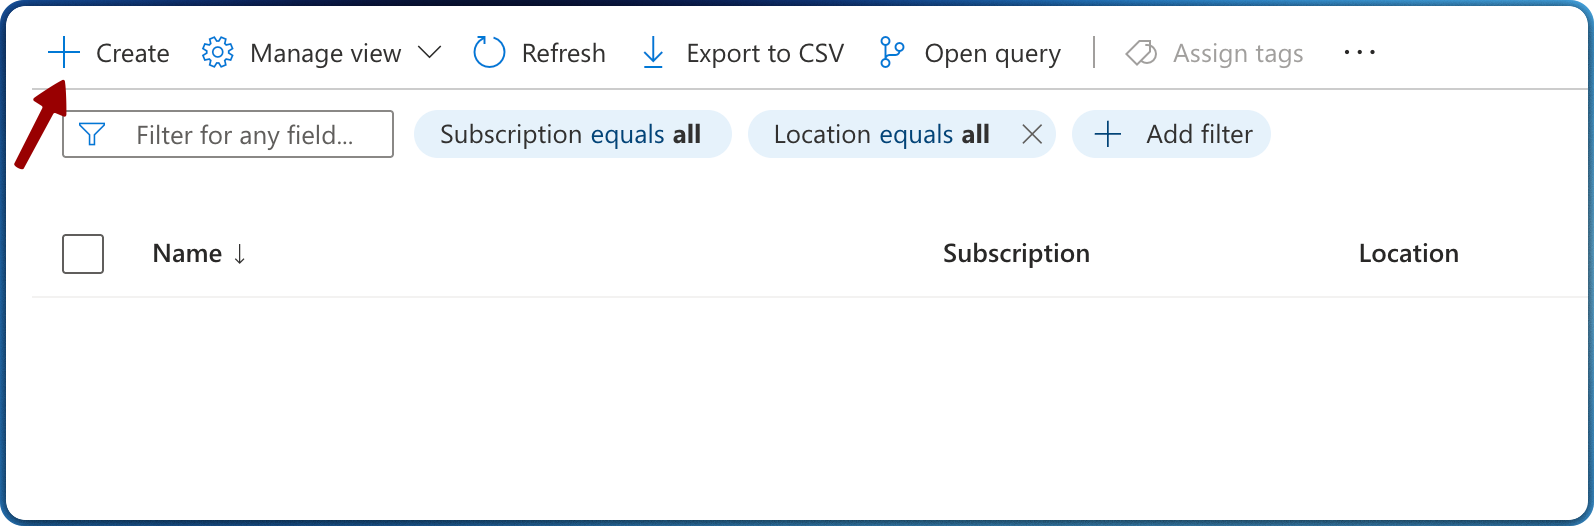 Create Manage view Refresh Export to CSV Open query Assign tags ...
Filter for any field... Subscription equals all Location equals all Add filter
Name ↓ Subscription Location